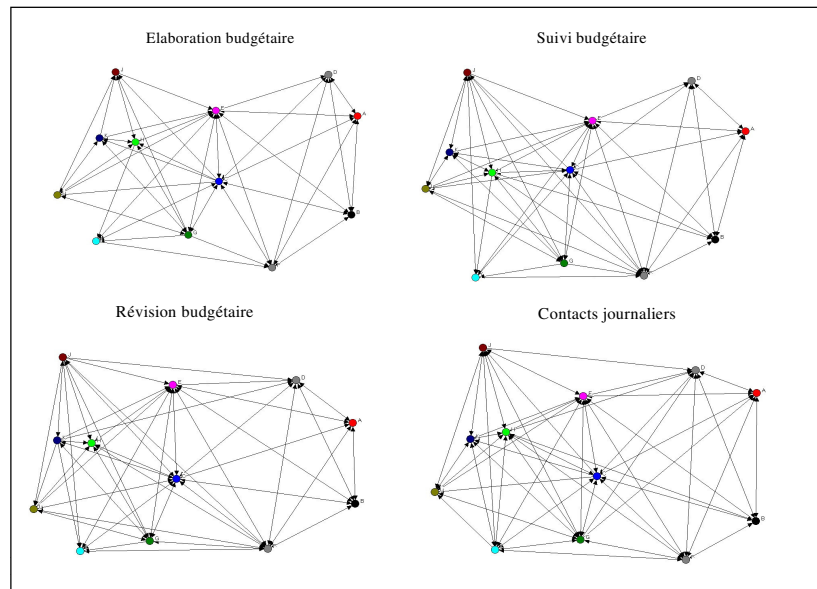 Elaboration budgétaire
Suivi budgétaire
J
D
A
B
G
J
D
A
B
Révision budgétaire
Contacts journaliers
J
E
D
A
B
G
J
D
A
B
G